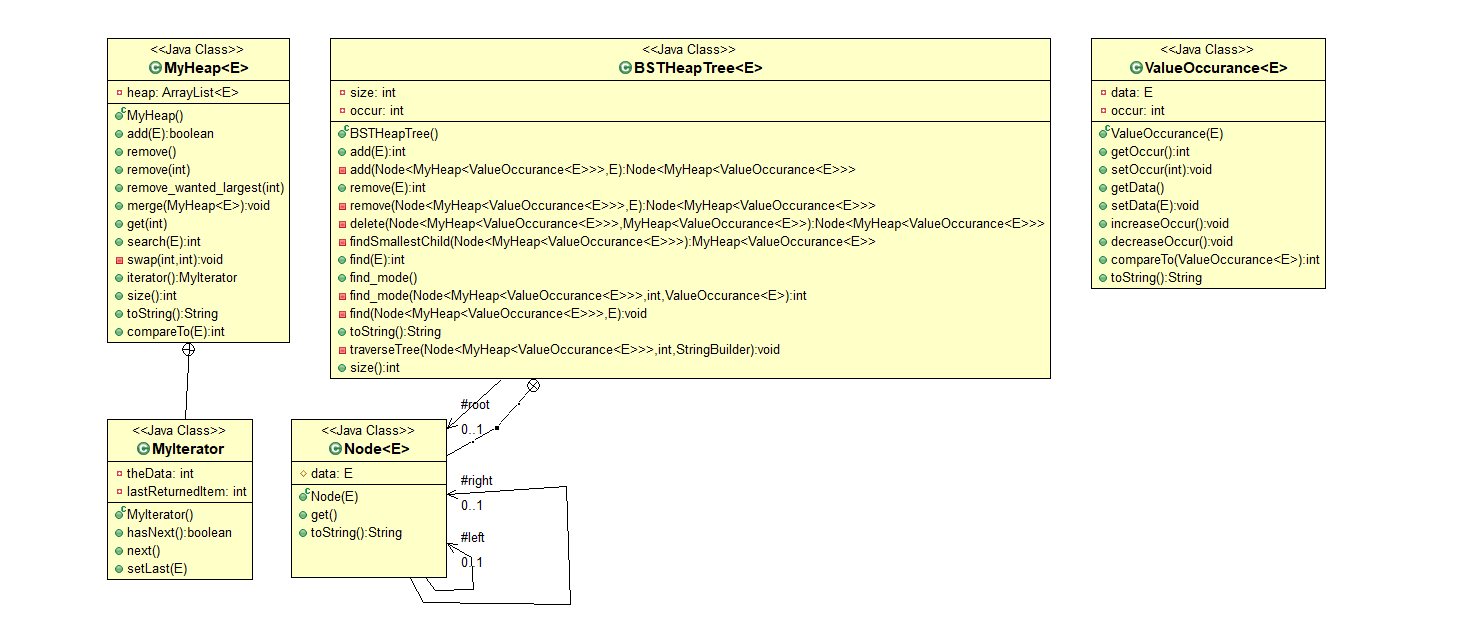 <<Java Class>>
MyHeap<E>
heap: ArrayList<E>
MyHeap()
add(E):boolean
remove()
remove(int)
remove_wanted_largest(int)
merge(MyHeap<E>):void
get(int)
search(E):int
swap(int,int):void
iterator():MyIterator
size():int
toString():String
compareTo(E):int
<<Java Class>>
BSTHeapTree<E>
size: int
occur: int
BSTHeapTree()
add(E):int
add(Node<MyHeap<ValueOccurance<E>>>,E):Node<MyHeap<ValueOccurance<E>>>
remove(E):int
remove(Node<MyHeap<ValueOccurance<E>>>,E):Node<MyHeap<ValueOccurance<E>>>
delete(Node<MyHeap<ValueOccurance<E>>>,MyHeap<ValueOccurance<E>>):Node<MyHeap<ValueOccurance<E>>>
findSmallestChild(Node<MyHeap<ValueOccurance<E>>>):MyHeap<ValueOccurance<E>>
find(E):int
find_mode()
find_mode(Node<MyHeap<ValueOccurance<E>>>,int,ValueOccurance<E>):int
find(Node<MyHeap<ValueOccurance<E>>>,E):void
toString():String
traverseTree(Node<MyHeap<ValueOccurance<E>>>,int,StringBuilder):void
size():int
<<Java Class>>
ValueOccurance<E>
data: E
occur: int
ValueOccurance(E)
getOccur():int
setOccur(int):void
getData()
setData(E):void
increaseOccur():void
decreaseOccur():void
compareTo(ValueOccurance<E>):int
toString():String
<<Java Class>>
MyIterator
theData: int
lastReturnedItem: int
MyIterator()
hasNext():boolean
next()
setLast(E)
<<Java Class>>
Node<E>
data: E
Node(E)
get()
toString():String
#root
0..1
#right
0..1
#left
0..1